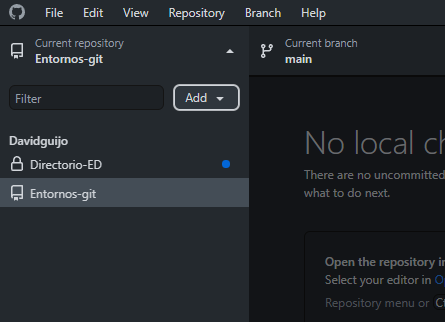 File Edit View Repository Branch Help
Current repository
Entornos-git
Current branch
main
Filter
Add
Davidguijo
Directorio-ED
Entornos-git
No local
There are no uncommitted
what to do next.
Open the repository in
Select your editor in
Repository menu or